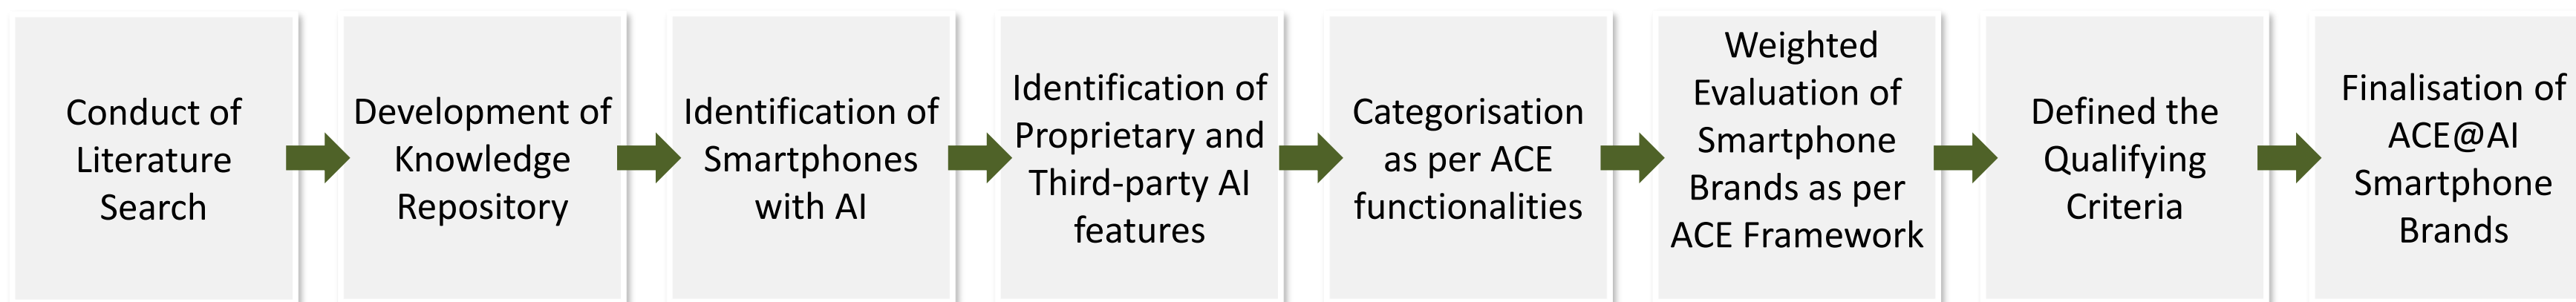 Conduct of
Literature
Search
Development of
Knowledge
Repository
Identification of
Smartphones
with AI
Identification of
Proprietary and
Third-party AI
features
Categorisation
as per ACE
functionalities
Weighted
Evaluation of
Smartphone
Brands as per
ACE Framework
Defined the
Qualifying
Criteria
Finalisation of
ACE@AI
Smartphone
Brands